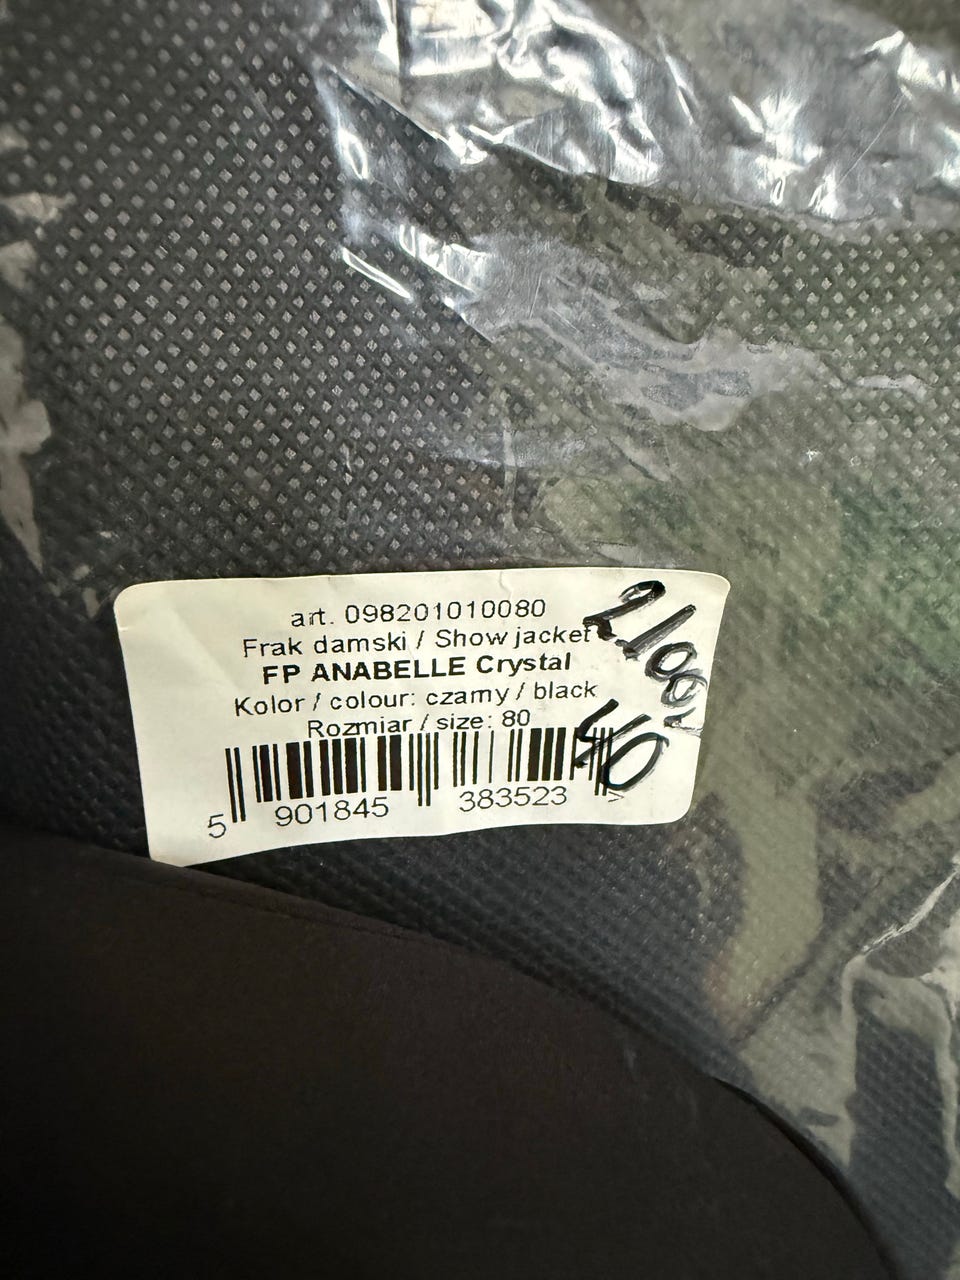 art. 098201010080
Frak damski / Show jacket
FP ANABELLE Crystal
Kolor / colour: czarny / black
Rozmiar / size: 80
5 901845 383523
40